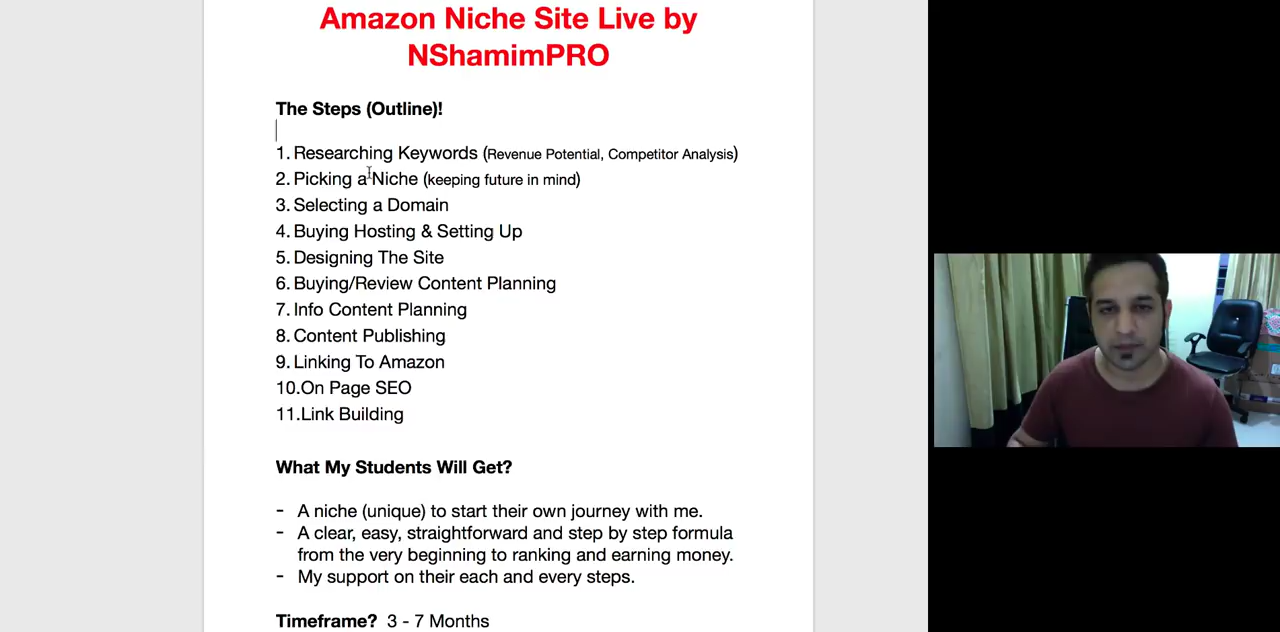 Amazon Niche Site Live by
NShamimPRO
The Steps (Outline)!
1. Researching Keywords (Revenue Potential, Competitor Analysis)
2. Picking a Niche (keeping future in mind)
3. Selecting a Domain
4. Buying Hosting & Setting Up
5. Designing The Site
6. Buying/Review Content Planning
7. Info Content Planning
8. Content Publishing
9. Linking To Amazon
10.On Page SEO
11.Link Building
What My Students Will Get?
- A niche (unique) to start their own journey with me.
- A clear, easy, straightforward and step by step formula
from the very beginning to ranking and earning money.
- My support on their each and every steps.
Timeframe? 3 - 7 Months